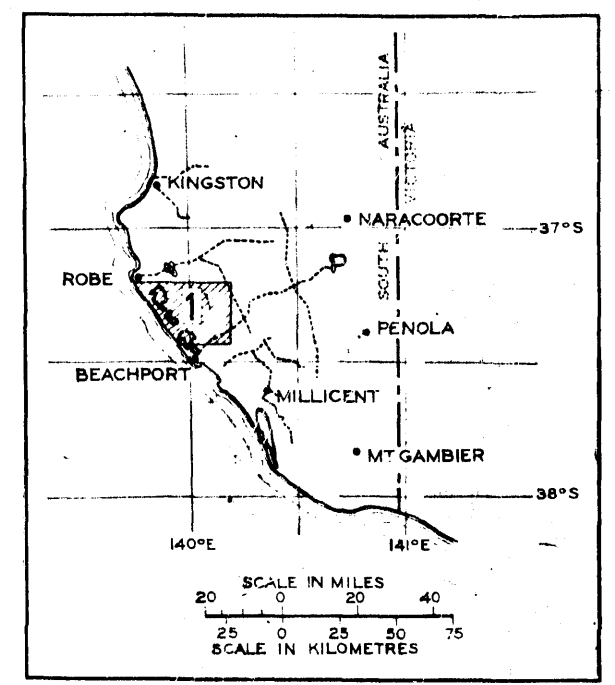 AUSTRALIA
VICTORIA
SOUTH
KINGSTON
NARACOORTE
37°S
ROBE
1
PENOLA
BEACHPORT
MILLICENT
MT GAMBIER
38°S
140°E
141°E
SCALE IN MILES
20 0 20 40
25 0 25 50 75
SCALE IN KILOMETRES